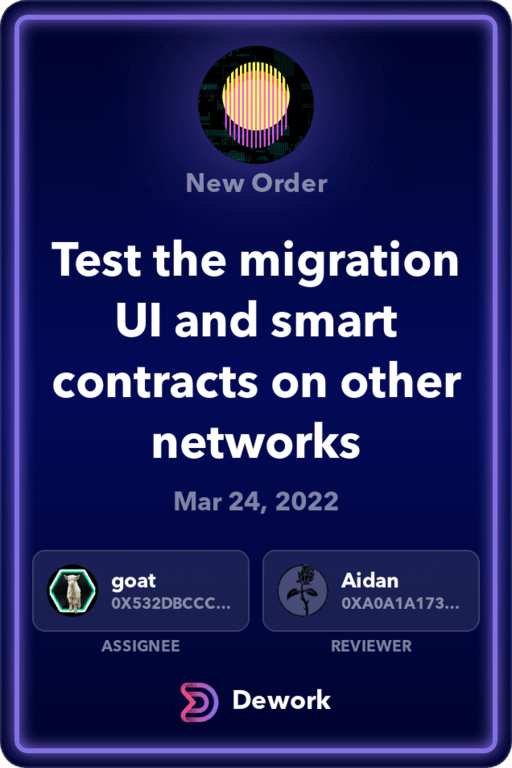 New Order
Test the migration
UI and smart
contracts on other
networks
Mar 24, 2022
goat
0X532DBCCC...
ASSIGNEE
Aidan
0XA0A1A173...
REVIEWER
Dework